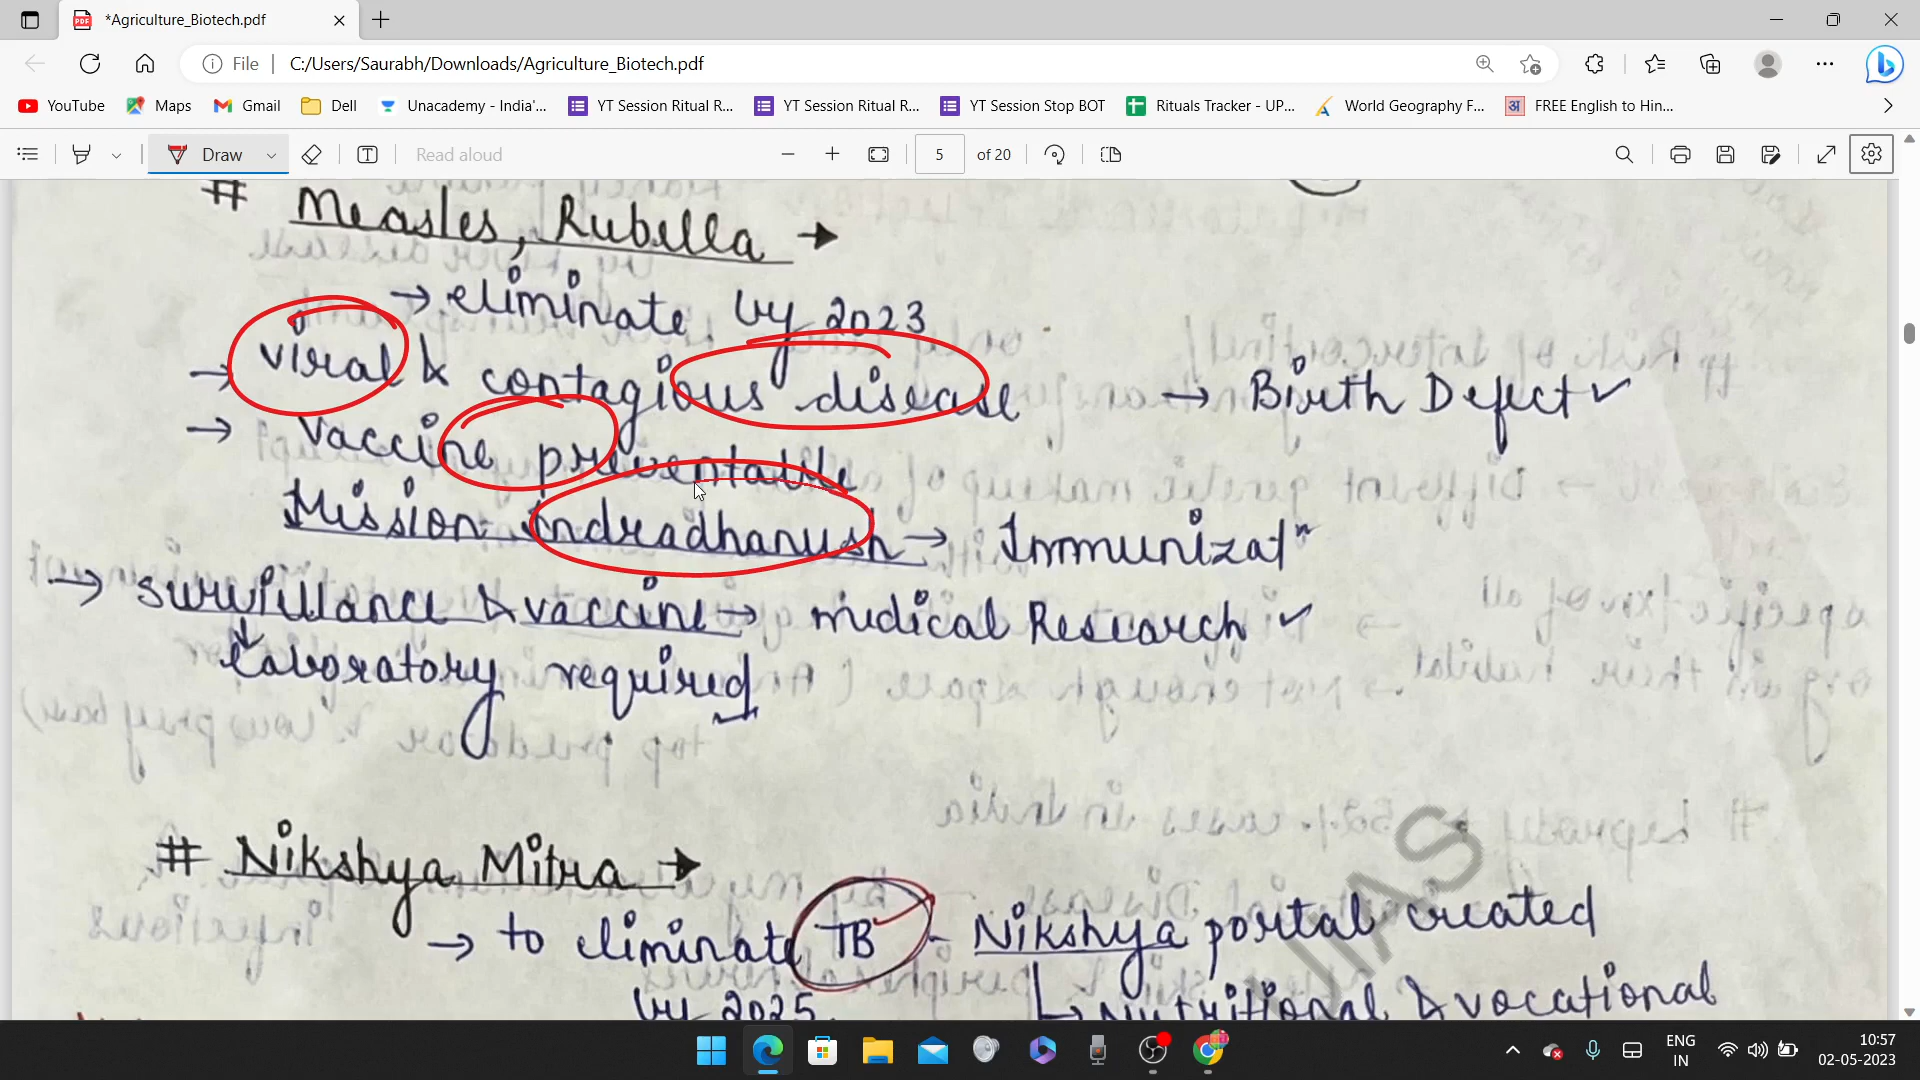 *Agriculture_Biotech.pdf
File C:/Users/Saurabh/Downloads/Agriculture_Biotech.pdf
YouTube Maps Gmail Dell Unacademy - India'... YT Session Ritual R... YT Session Ritual R... YT Session Stop BOT Rituals Tracker - UP... World Geography F... FREE English to Hin...
Draw Read aloud 5 of 20
# Measles, Rubella →
→ eliminate by 2023
→ viral & contagious disease → Birth Defect ✓
→ Vaccine preventable
Mission Indradhanush → Immunizatⁿ
→ survillance & vaccine → medical Research ✓
↓ Laboratory required
# Nikshya Mitra →
→ to eliminate TB - Nikshya portal created
by 2025. ↳ Nutritional & vocational
IAS
ENG
IN
10:57
02-05-2023